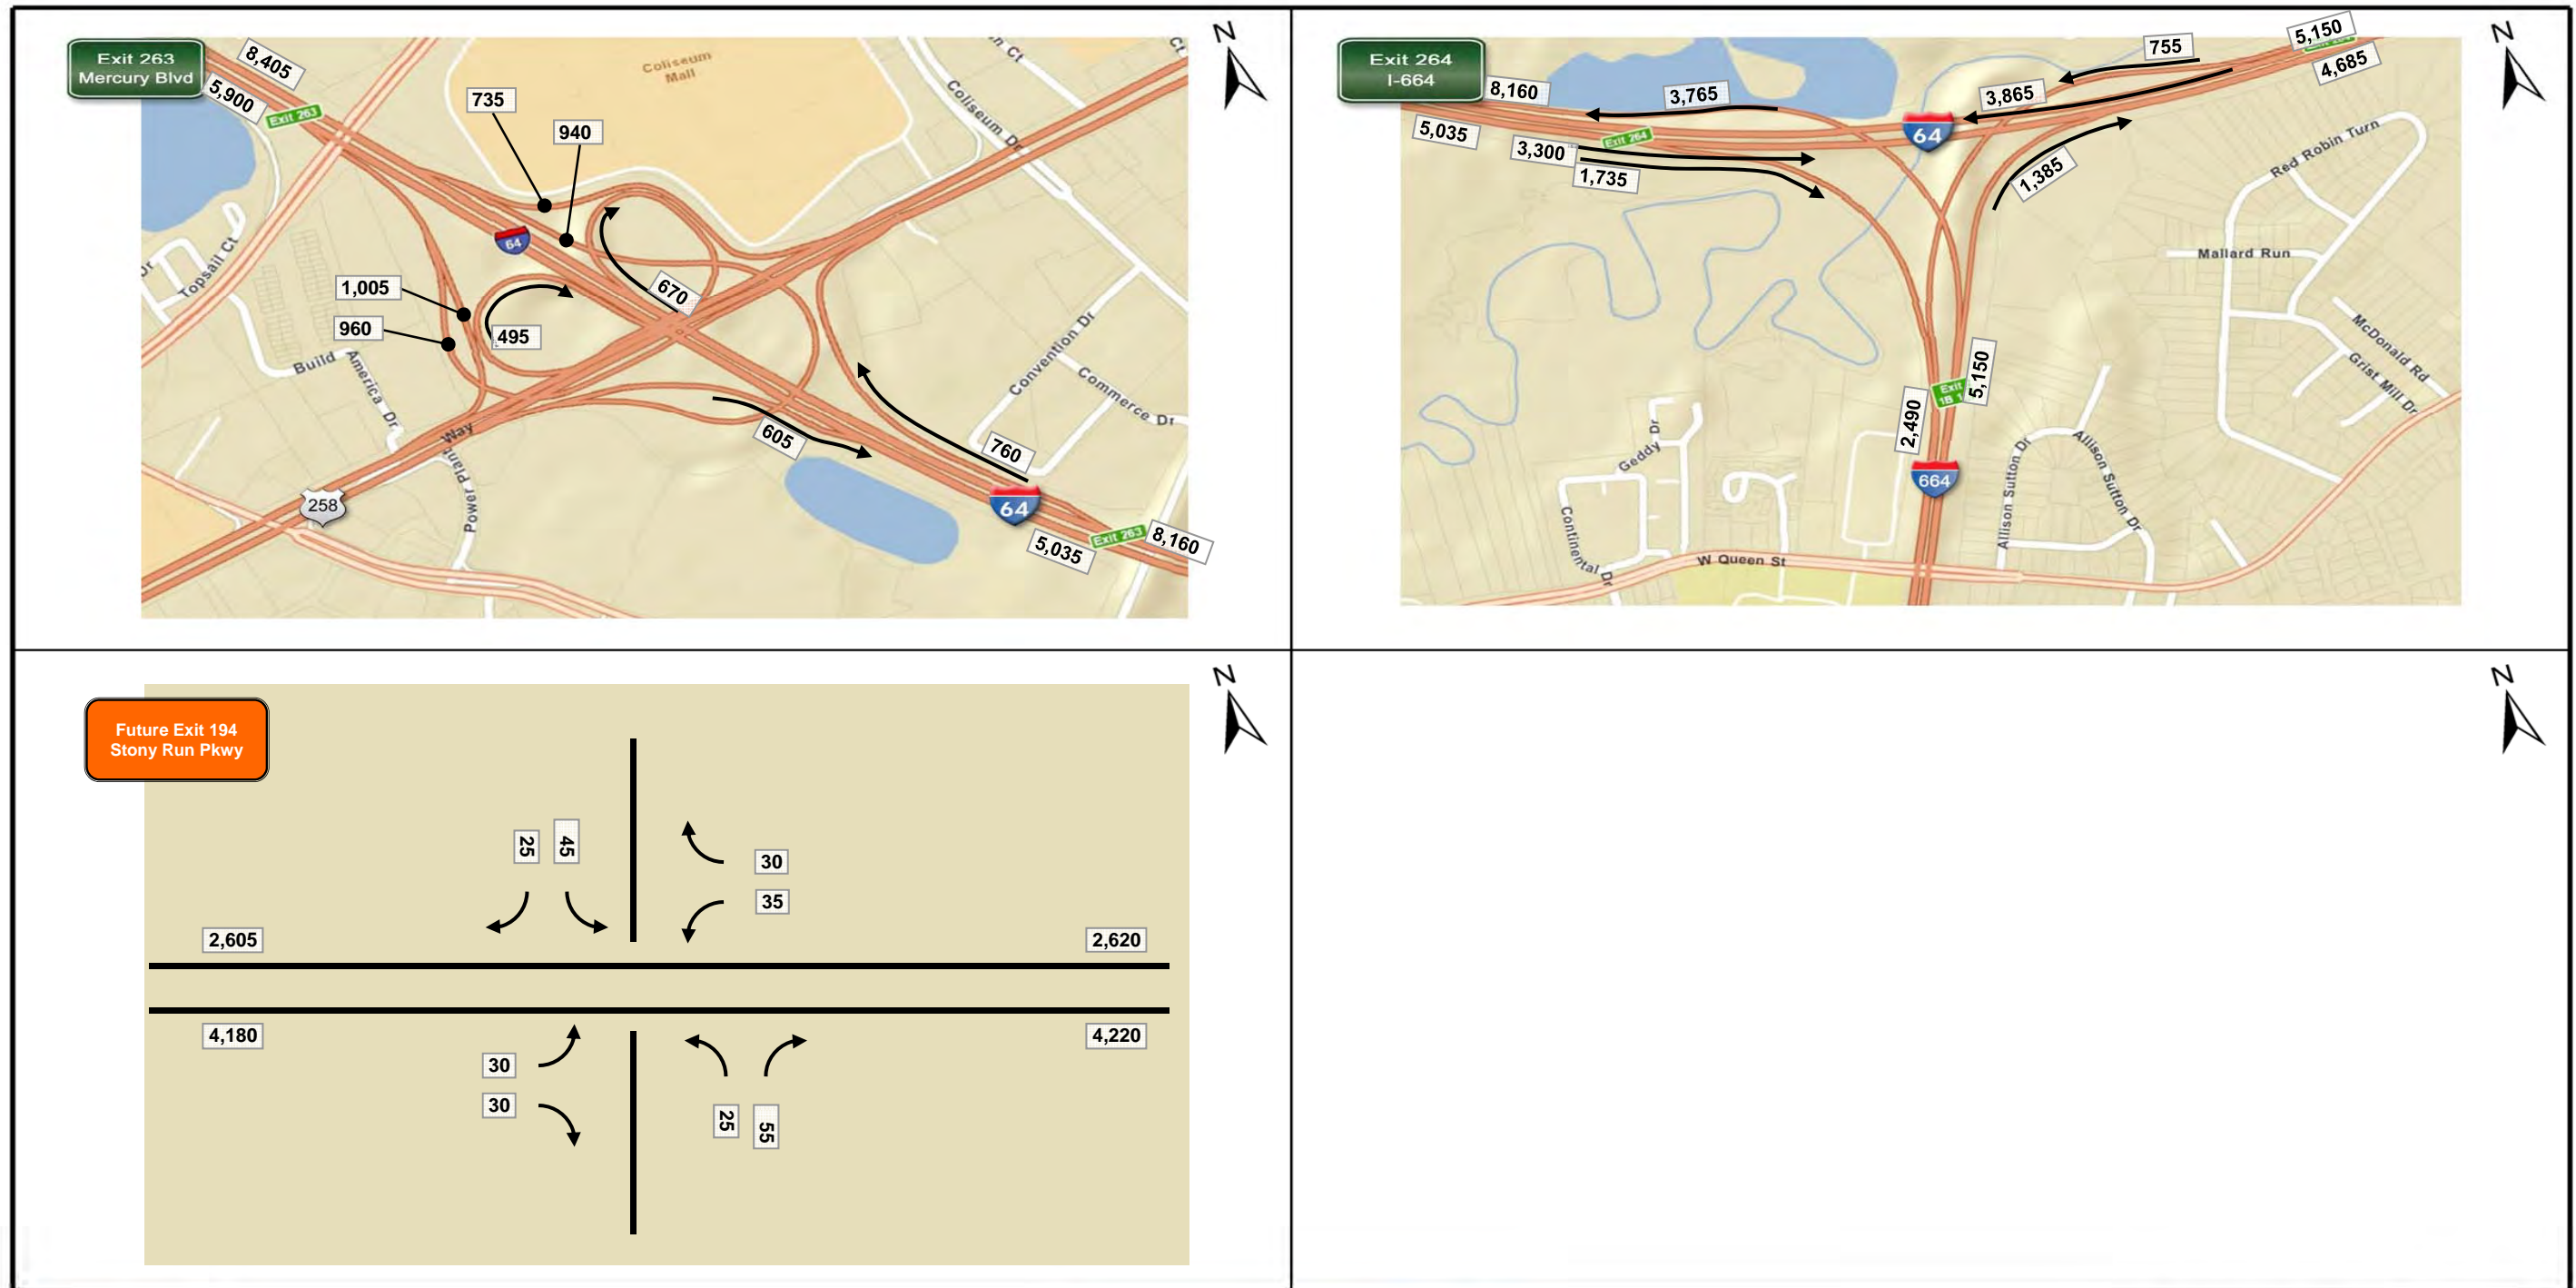 Exit 263
Mercury Blvd
8,405
5,900
Exit 263
735
940
Coliseum
Mall
Coliseum Dr
Ct
N
Topsail Ct
Dr
64
1,005
960
495
670
Build America Dr
Power Plant Way
605
760
Convention Dr
Commerce Dr
258
64
5,035
Exit 263
8,160
Exit 264
I-664
8,160
5,035
3,765
Exit 264
3,300
1,735
755
3,865
5,150
4,685
64
1,385
N
Red Robin Turn
Mallard Run
McDonald Rd
Grist Mill Dr
5,150
2,490
Exit
1B
664
Geddy Dr
Continental Dr
W Queen St
Allison Sutton Dr
Allison Sutton Dr
Future Exit 194
Stony Run Pkwy
N
25
45
30
35
2,605
2,620
4,180
4,220
30
30
25
55
N